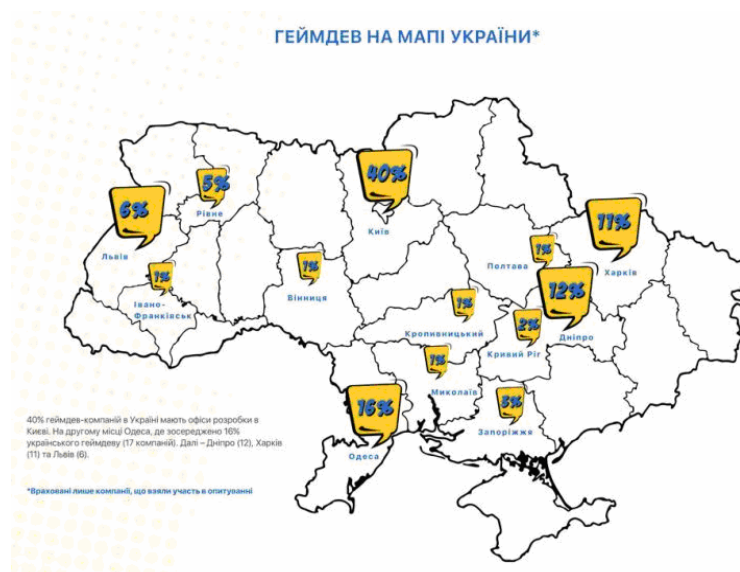 ГЕЙМДЕВ НА МАПІ УКРАЇНИ*
40%
5%
Рівне
6%
Київ
11%
Львів
1%
Полтава
Харків
1%
Івано-
Франківськ
1%
Вінниця
12%
1%
Кропивницький
2%
Кривий Ріг
Дніпро
1%
Миколаїв
16%
Одеса
3%
Запоріжжя
40% геймдев-компаній в Україні мають офіси розробки в
Києві. На другому місці Одеса, де зосереджено 16%
українського геймдеву (17 компаній). Далі – Дніпро (12), Харків
(11) та Львів (6).
*Враховані лише компанії, що взяли участь в опитуванні